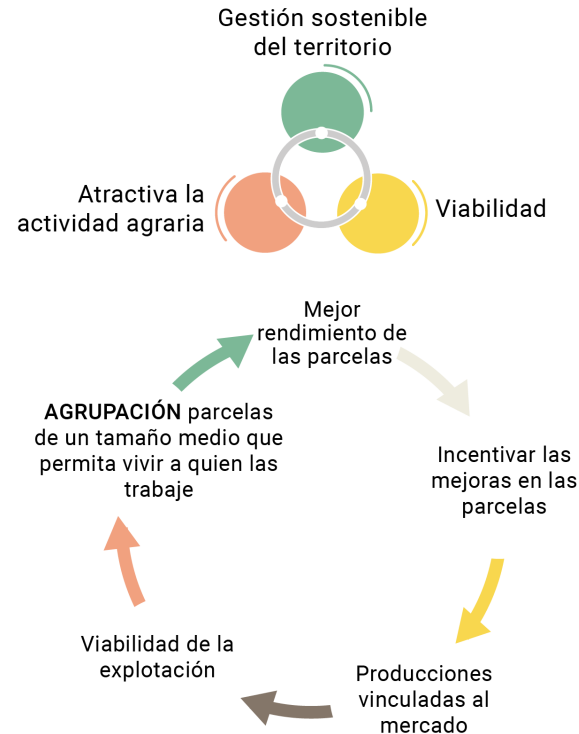 Gestión sostenible
del territorio
Atractiva la
actividad agraria
Viabilidad
Mejor
rendimiento de
las parcelas
Incentivar las
mejoras en las
parcelas
Producciones
vinculadas al
mercado
Viabilidad de la
explotación
AGRUPACIÓN parcelas
de un tamaño medio que
permita vivir a quien las
trabaje